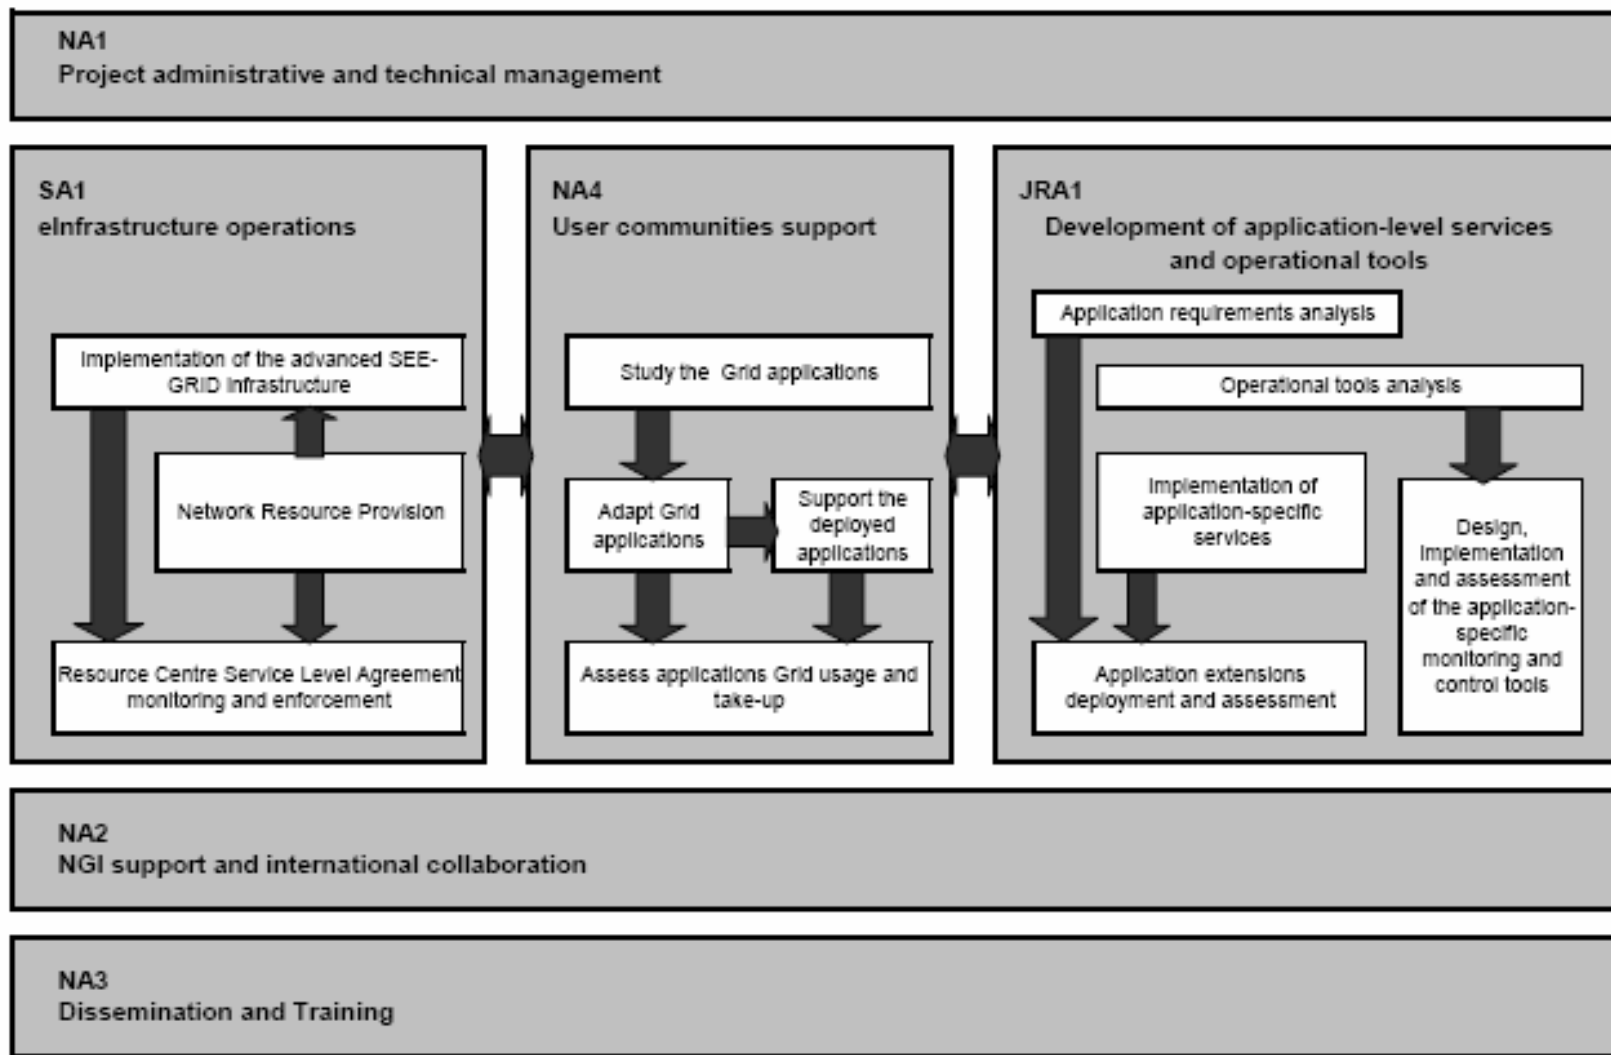 NA1
Project administrative and technical management
SA1
eInfrastructure operations
Implementation of the advanced SEE-
GRID Infrastructure
Network Resource Provision
Resource Centre Service Level Agreement
monitoring and enforcement
NA4
User communities support
Study the Grid applications
Adapt Grid
applications
Support the
deployed
applications
Assess applications Grid usage and
take-up
JRA1
Development of application-level services
and operational tools
Application requirements analysis
Operational tools analysis
Implementation of
application-specific
services
Design,
Implementation
and assessment
of the application-
specific
monitoring and
control tools
Application extensions
deployment and assessment
NA2
NGI support and international collaboration
NA3
Dissemination and Training